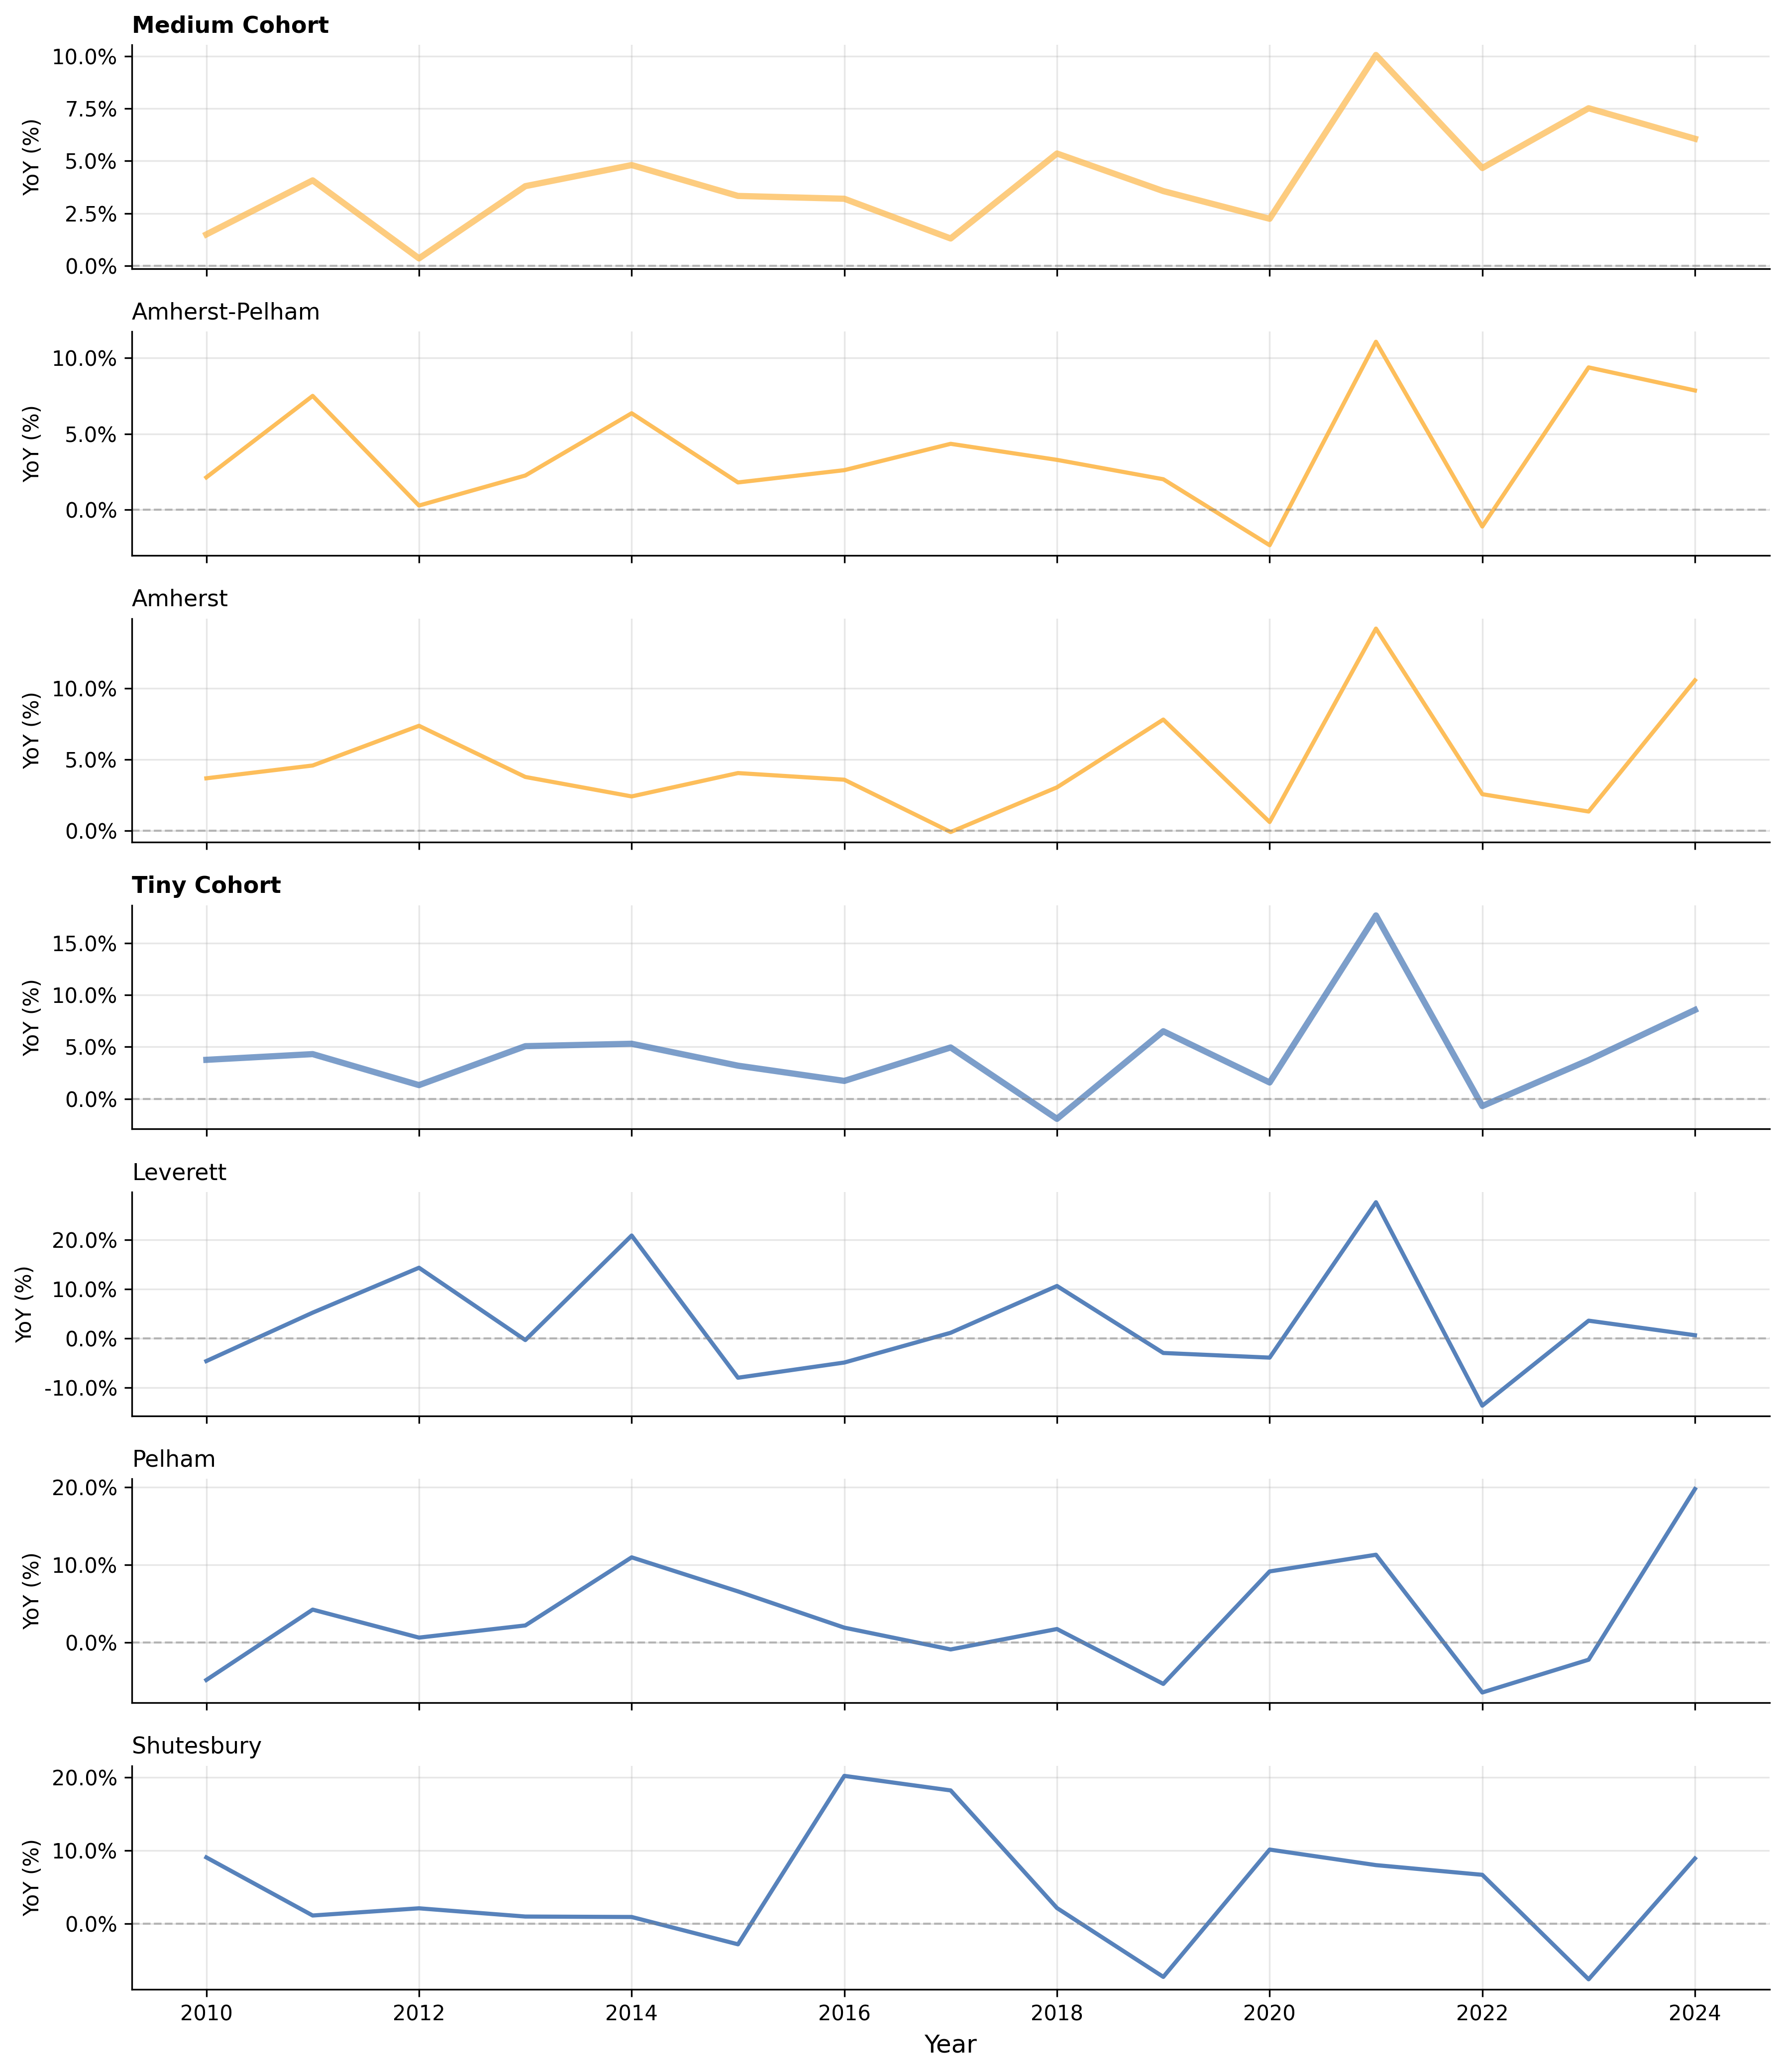 Medium Cohort
10.0%
7.5%
5.0%
2.5%
0.0%
YoY (%)
Amherst-Pelham
10.0%
5.0%
0.0%
YoY (%)
Amherst
10.0%
5.0%
0.0%
YoY (%)
Tiny Cohort
15.0%
10.0%
5.0%
0.0%
YoY (%)
Leverett
20.0%
10.0%
0.0%
-10.0%
YoY (%)
Pelham
20.0%
10.0%
0.0%
YoY (%)
Shutesbury
20.0%
10.0%
0.0%
YoY (%)
2010 2012 2014 2016 2018 2020 2022 2024
Year